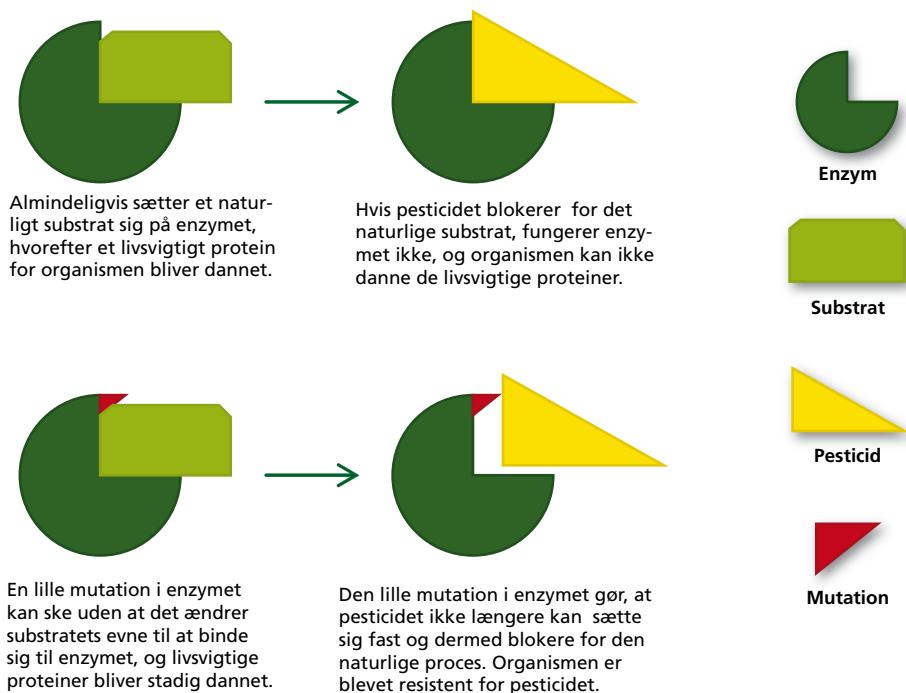 Almindeligvis sætter et natur-
ligt substrat sig på enzymet,
hvorefter et livsvigtigt protein
for organismen bliver dannet.
Hvis pesticidet blokerer for det
naturlige substrat, fungerer enzy-
met ikke, og organismen kan ikke
danne de livsvigtige proteiner.
Enzym
Substrat
Pesticid
Mutation
En lille mutation i enzymet
kan ske uden at det ændrer
substratets evne til at binde
sig til enzymet, og livsvigtige
proteiner bliver stadig dannet.
Den lille mutation i enzymet gør, at
pesticidet ikke længere kan sætte
sig fast og dermed blokere for den
naturlige proces. Organismen er
blevet resistent for pesticidet.